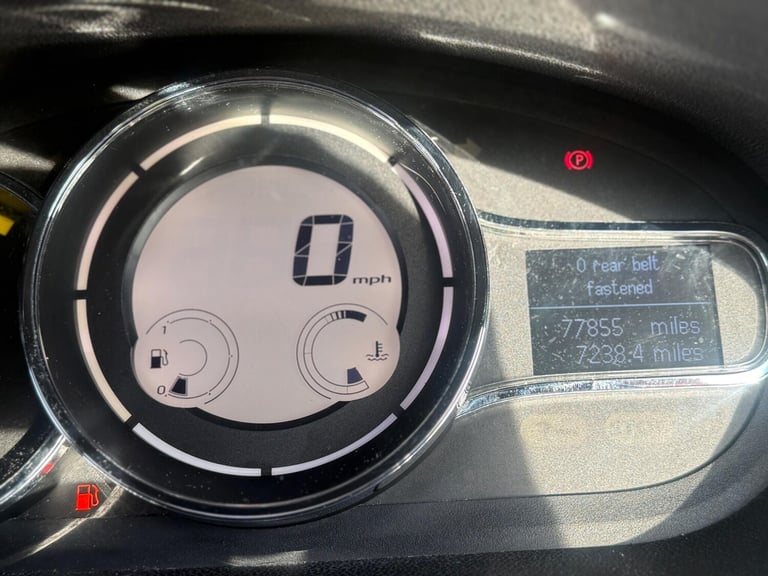 0 mph
P
0 rear belt
fastened
77855 miles
7238.4 miles
1
0